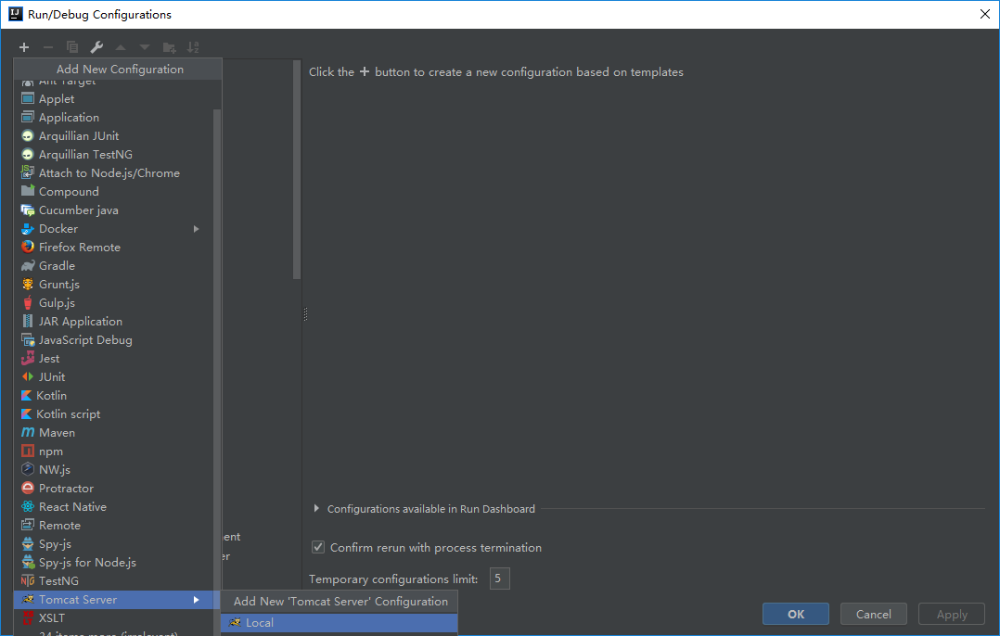 Run/Debug Configurations
Add New Configuration
Ant Target
Applet
Application
Arquillian JUnit
Arquillian TestNG
Attach to Node.js/Chrome
Compound
Cucumber java
Docker
Firefox Remote
Gradle
Grunt.js
Gulp.js
JAR Application
JavaScript Debug
Jest
JUnit
Kotlin
Kotlin script
Maven
npm
NW.js
Protractor
React Native
Remote
Spy-js
Spy-js for Node.js
TestNG
Tomcat Server
XSLT
34 items more (irrelevant)
Add New 'Tomcat Server' Configuration
Local
Click the + button to create a new configuration based on templates
Configurations available in Run Dashboard
Confirm rerun with process termination
Temporary configurations limit: 5
OK Cancel Apply